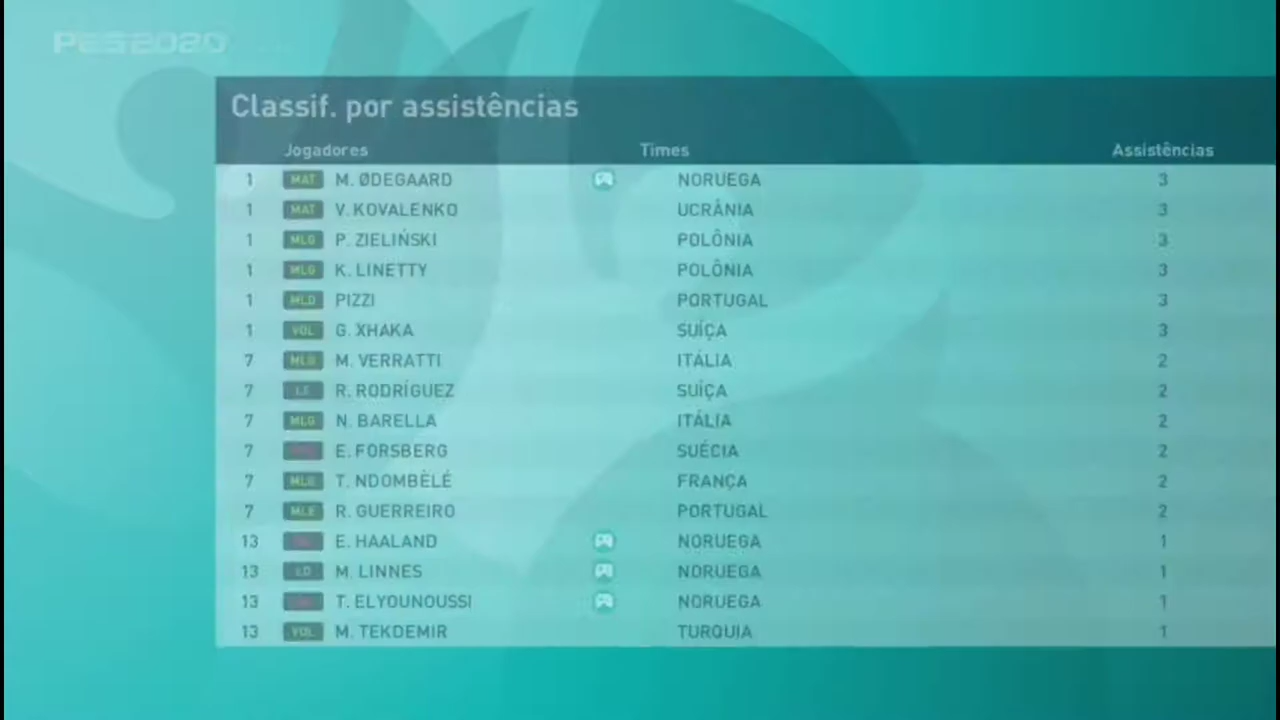 PES2020
Classif. por assistências
Jogadores Times Assistências
1 MAT M. ØDEGAARD NORUEGA 3
1 MAT V. KOVALENKO UCRÂNIA 3
1 MLG P. ZIELIŃSKI POLÔNIA 3
1 MLG K. LINETTY POLÔNIA 3
1 MLD PIZZI PORTUGAL 3
1 VOL G. XHAKA SUÍÇA 3
7 MLG M. VERRATTI ITÁLIA 2
7 LE R. RODRÍGUEZ SUÍÇA 2
7 MLG N. BARELLA ITÁLIA 2
7 E. FORSBERG SUÉCIA 2
7 MLG T. NDOMBÈLÉ FRANÇA 2
7 MLE R. GUERREIRO PORTUGAL 2
13 E. HAALAND NORUEGA 1
13 LD M. LINNES NORUEGA 1
13 T. ELYOUNOUSSI NORUEGA 1
13 VOL M. TEKDEMIR TURQUIA 1